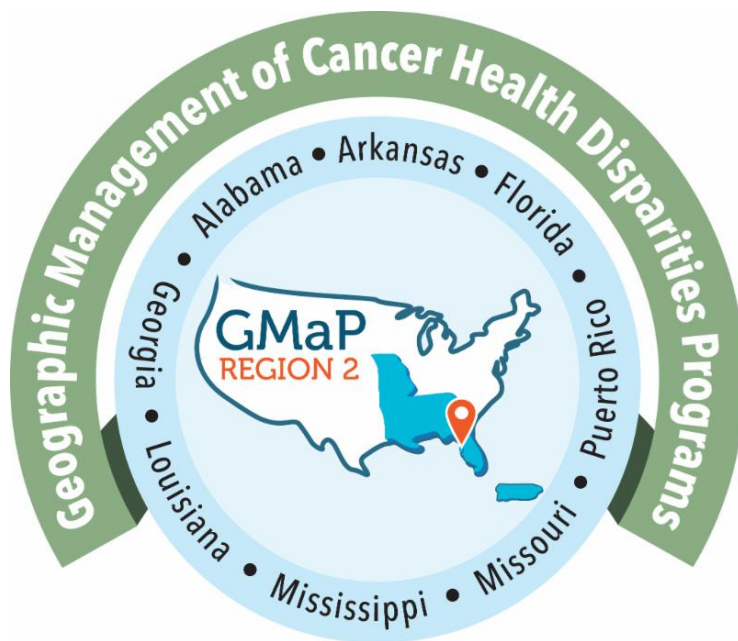 Geographic Management of Cancer Health Disparities Programs
Georgia • Alabama • Arkansas • Florida • Puerto Rico •
Louisiana • Mississippi • Missouri •
GMaP
REGION 2